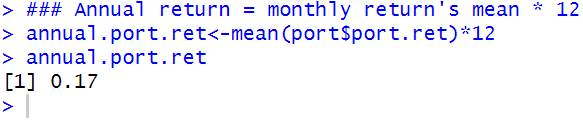 > ### Annual return = monthly return's mean * 12
> annual.port.ret<-mean(port$port.ret)*12
> annual.port.ret
[1] 0.17
>